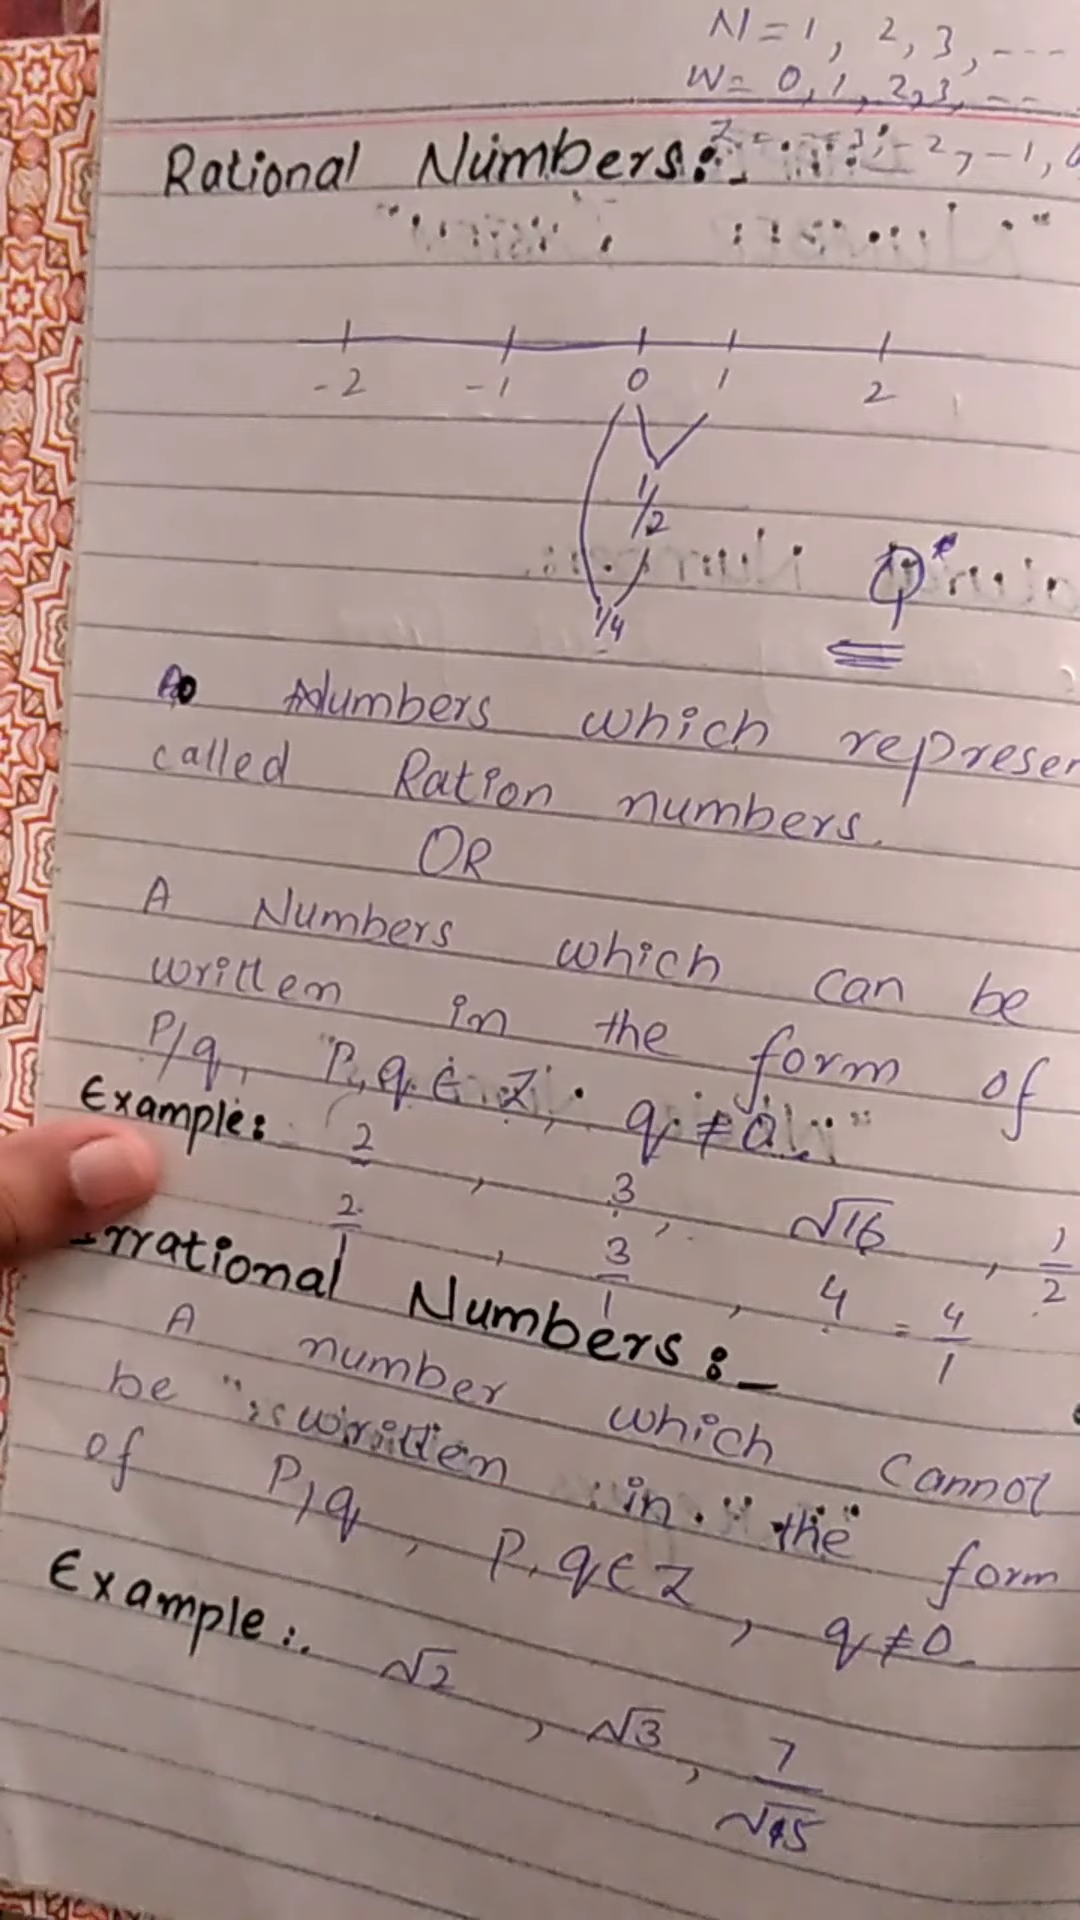 N = 1, 2, 3, ---
W = 0, 1, 2, 3, ---
Z = --- -3, -2, -1, 0
Rational Numbers:-
-2 -1 0 1 2
1/2
1/4
Q
Numbers which represen
called Ration numbers.
OR
A Numbers which can be
written in the form of
P/q, P, q ∈ Z, q ≠ 0.
Example: 2, 3, √16, 1/2
2/1, 3/1, 4 = 4/1
Irrational Numbers:-
A number which cannot
be written in the form
of P/q, P, q ∈ Z, q ≠ 0.
Example:. √2, √3, 7/√15